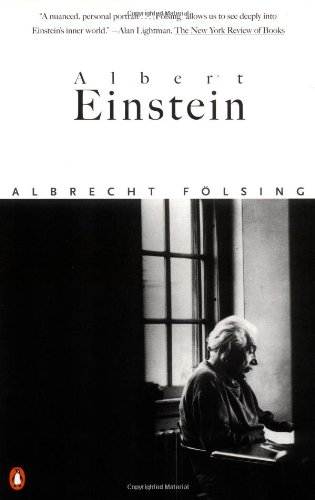 "A nuanced, personal portrait . . . . Fölsing allows us to see deeply into
Einstein's inner world." —Alan Lightman, The New York Review of Books
Albert
Einstein
ALBRECHT FÖLSING